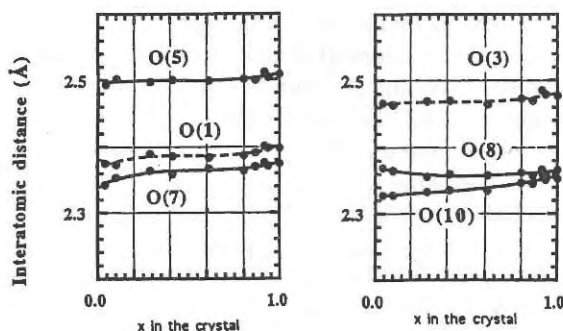 Interatomic distance (Å)
2.5
2.3
O(5)
O(1)
O(7)
0.0
1.0
x in the crystal
2.5
2.3
O(3)
O(8)
O(10)
0.0
1.0
x in the crystal